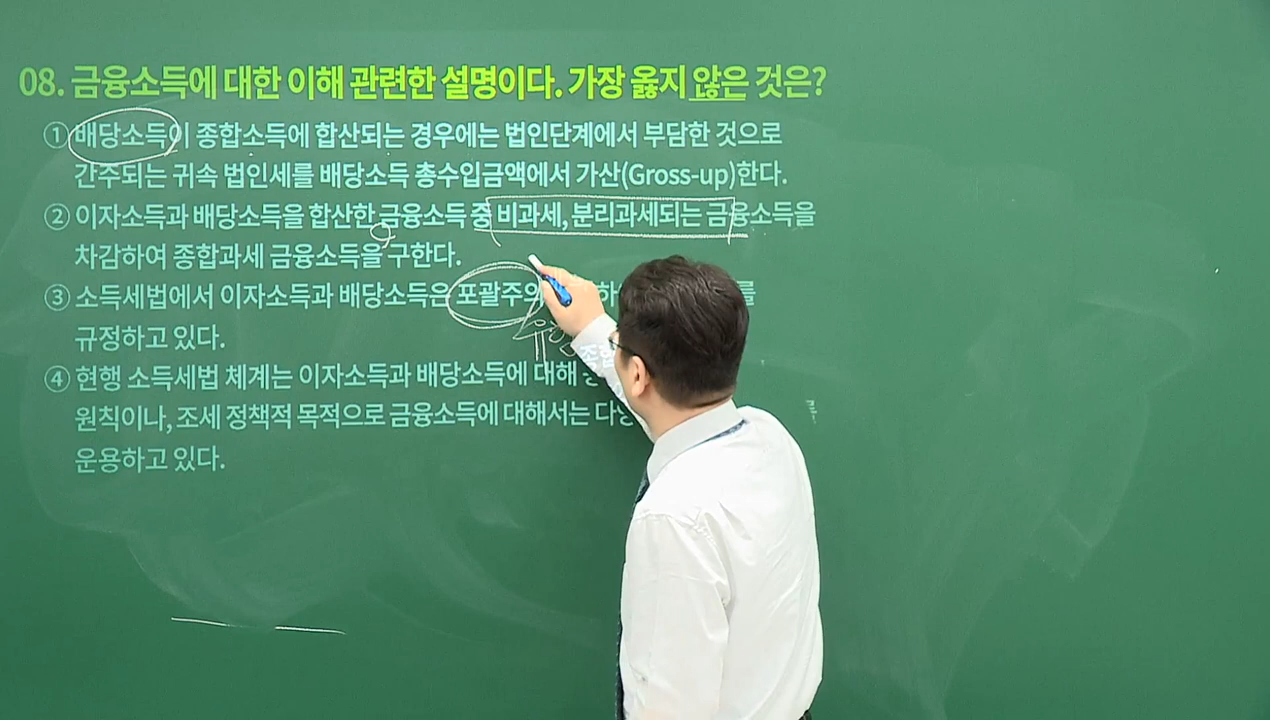 08. 금융소득에 대한 이해 관련한 설명이다. 가장 옳지 않은 것은?
① 배당소득이 종합소득에 합산되는 경우에는 법인단계에서 부담한 것으로
간주되는 귀속 법인세를 배당소득 총수입금액에서 가산(Gross-up)한다.
② 이자소득과 배당소득을 합산한 금융소득 중 비과세, 분리과세되는 금융소득을
차감하여 종합과세 금융소득을 구한다.
③ 소득세법에서 이자소득과 배당소득은 포괄주의 를
규정하고 있다.
④ 현행 소득세법 체계는 이자소득과 배당소득에 대해
원칙이나, 조세 정책적 목적으로 금융소득에 대해서는
운용하고 있다.